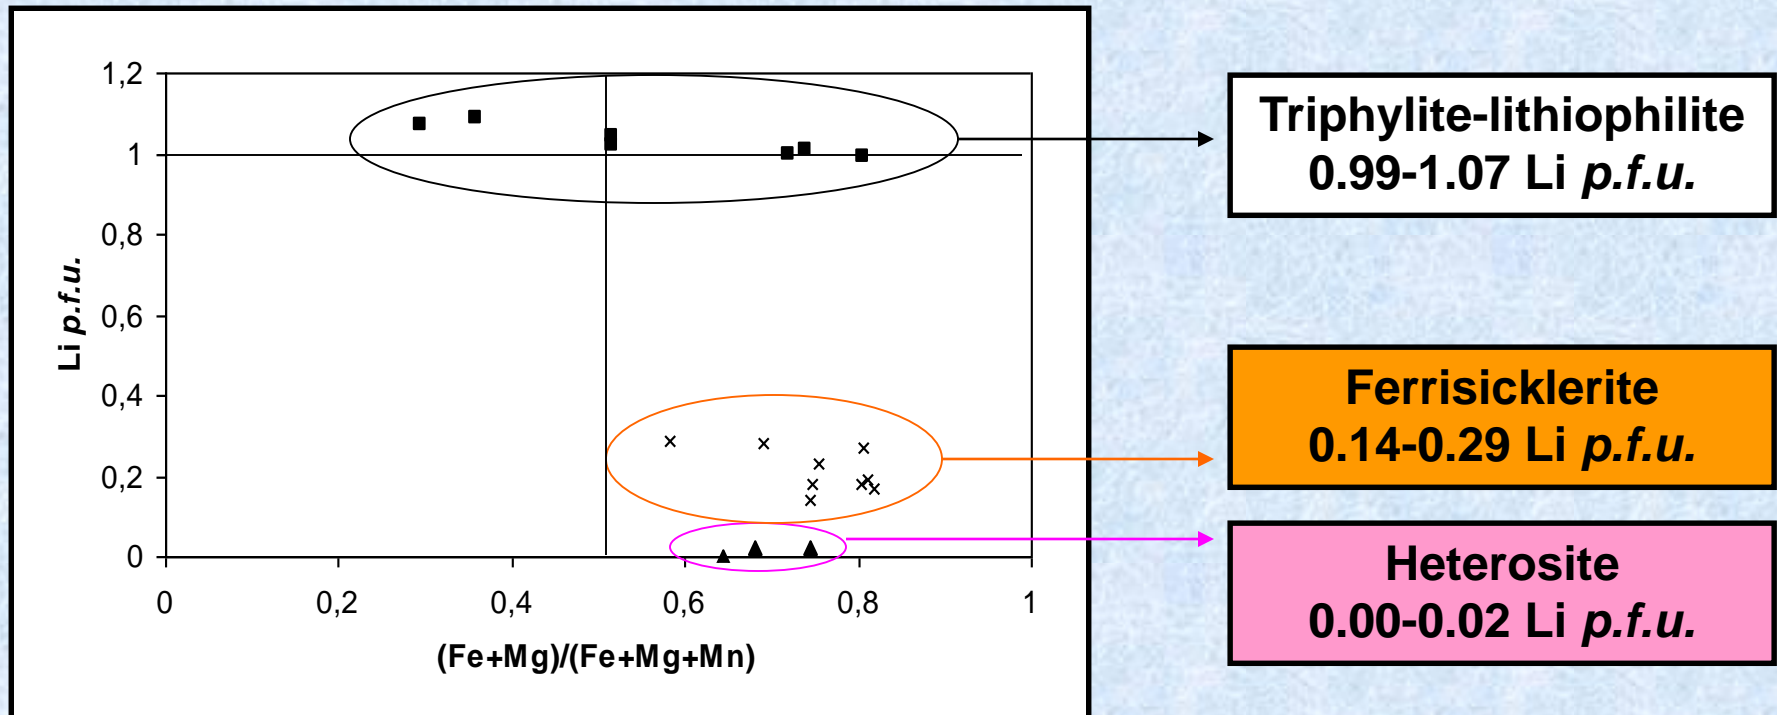 1,2
1
0,8
0,6
0,4
0,2
0
Li p.f.u.
0
0,2
0,4
0,6
0,8
1
(Fe+Mg)/(Fe+Mg+Mn)
Triphylite-lithiophilite
0.99-1.07 Li p.f.u.
Ferrisicklerite
0.14-0.29 Li p.f.u.
Heterosite
0.00-0.02 Li p.f.u.